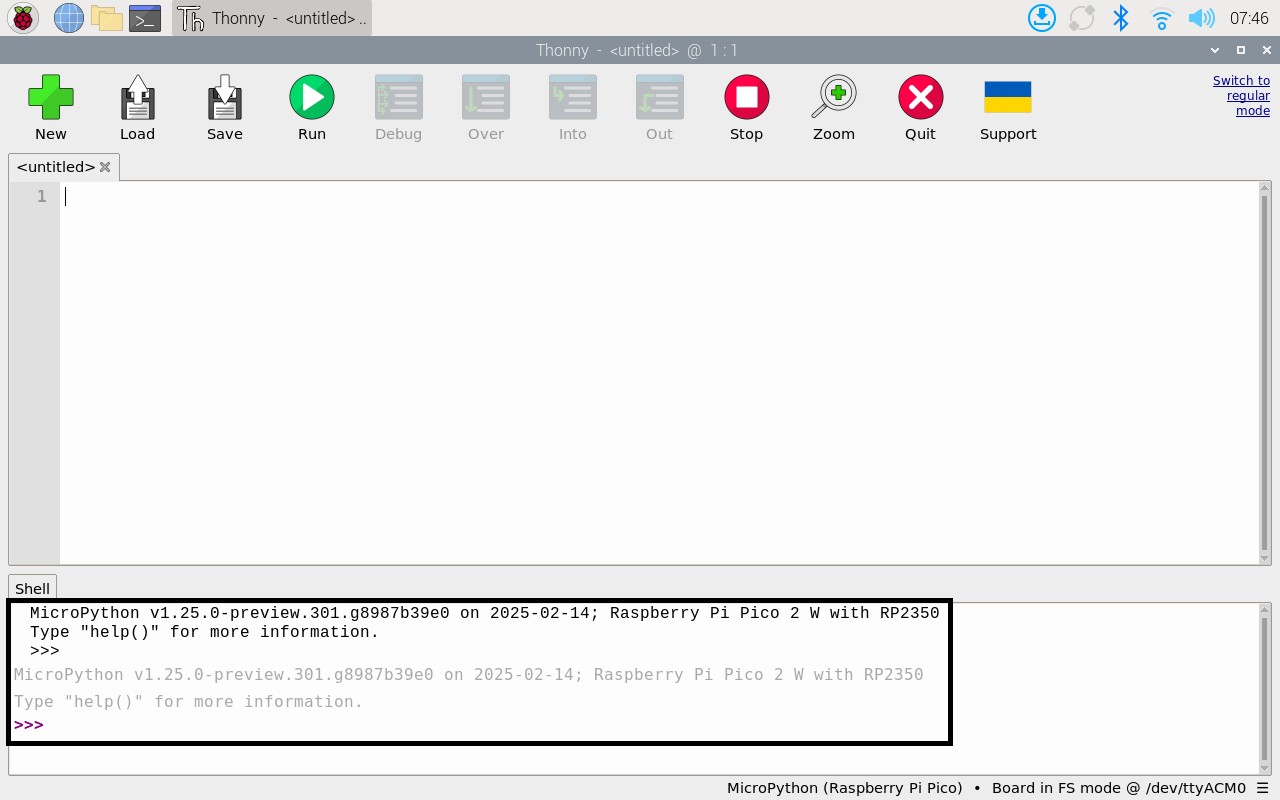 Thonny - <untitled> ..
07:46
Thonny - <untitled> @ 1 : 1
New
Load
Save
Run
Debug
Over
Into
Out
Stop
Zoom
Quit
Support
Switch to
regular
mode
<untitled>
1
Shell
MicroPython v1.25.0-preview.301.g8987b39e0 on 2025-02-14; Raspberry Pi Pico 2 W with RP2350
Type "help()" for more information.
>>>
MicroPython v1.25.0-preview.301.g8987b39e0 on 2025-02-14; Raspberry Pi Pico 2 W with RP2350
Type "help()" for more information.
>>>
MicroPython (Raspberry Pi Pico) • Board in FS mode @ /dev/ttyACM0 ☰